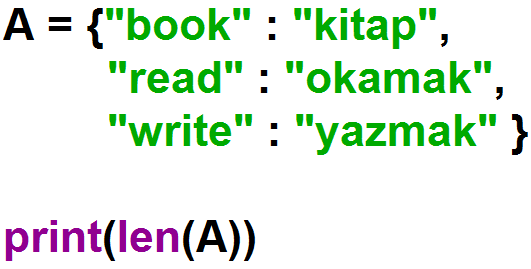 A = {"book" : "kitap",
"read" : "okamak",
"write" : "yazmak" }
print(len(A))